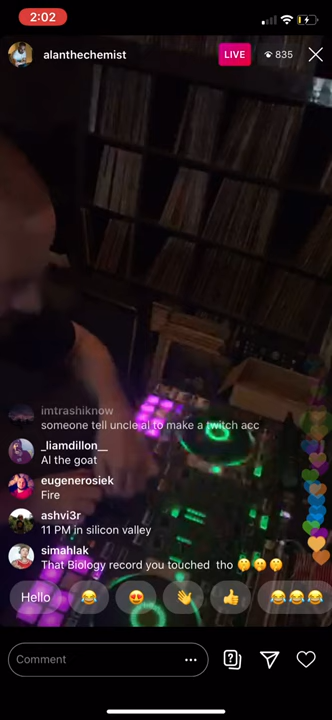 2:02
alanthechemist
LIVE
835
imtrashiknow
someone tell uncle al to make a twitch acc
_liamdillon__
Al the goat
eugenerosiek
Fire
ashvi3r
11 PM in silicon valley
simahlak
That Biology record you touched tho 🤫🤫🤫
Hello
Comment